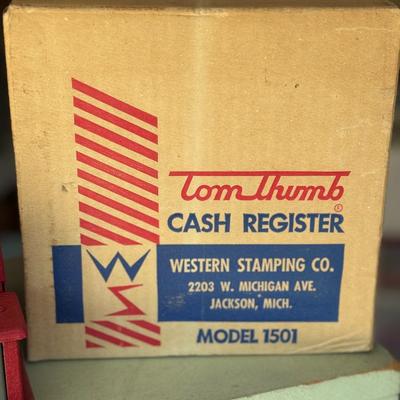 Tom Thumb ®
CASH REGISTER
W
WESTERN STAMPING CO.
2203 W. MICHIGAN AVE.
JACKSON, MICH.
MODEL 1501